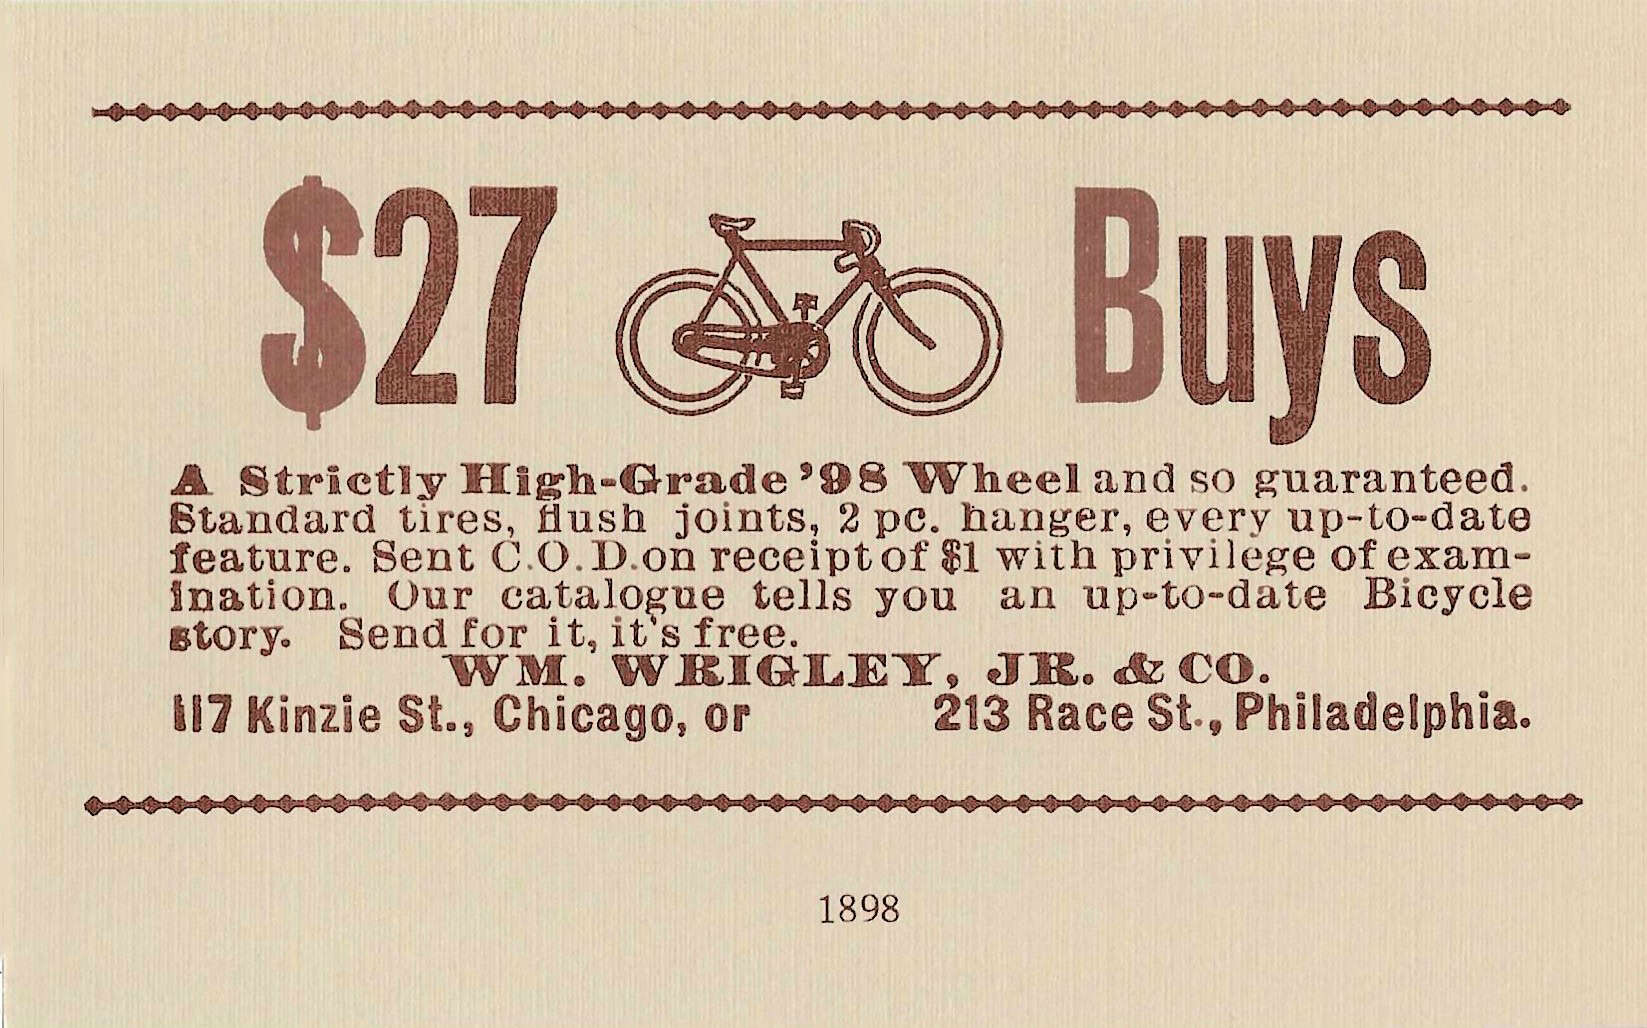 $27 Buys
A Strictly High-Grade '98 Wheel and so guaranteed.
Standard tires, flush joints, 2 pc. hanger, every up-to-date
feature. Sent C.O.D. on receipt of $1 with privilege of exam-
ination. Our catalogue tells you an up-to-date Bicycle
story. Send for it, it's free.
WM. WRIGLEY, JR. & CO.
117 Kinzie St., Chicago, or 213 Race St., Philadelphia.
1898